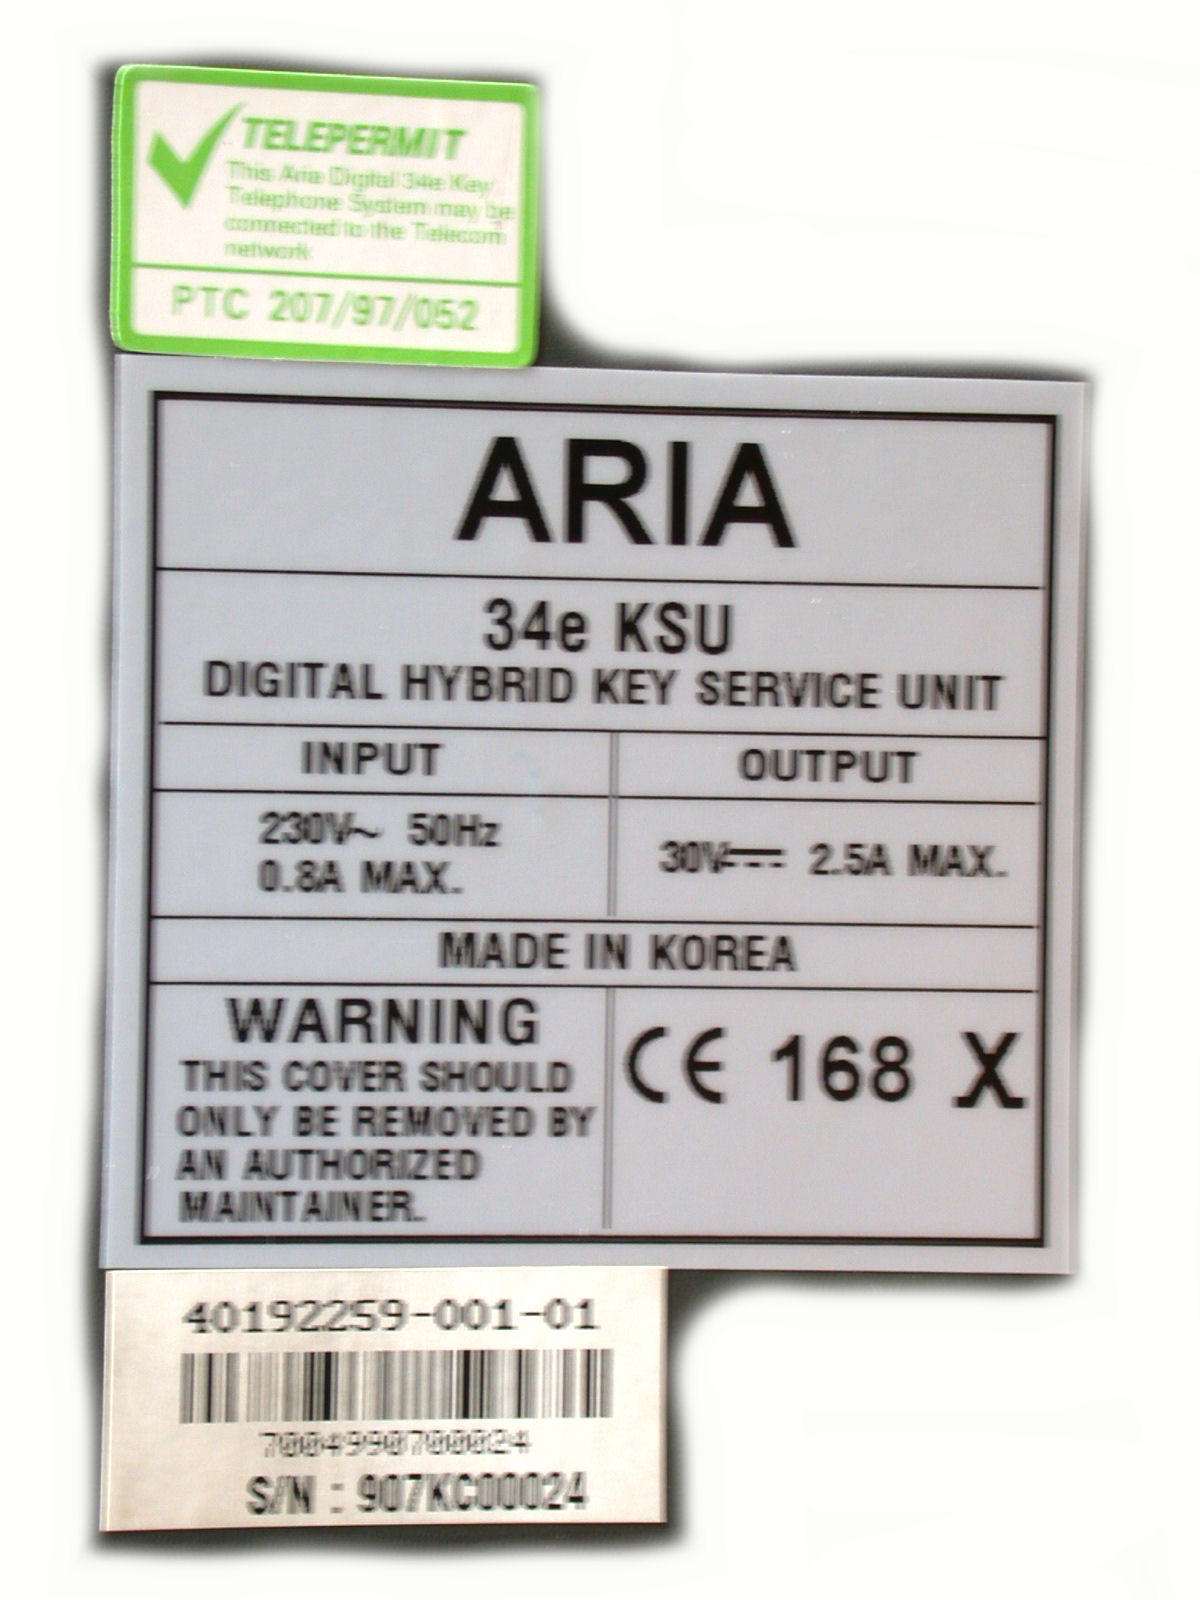 TELEPERMIT
This Aria Digital 34e Key
Telephone System may be
connected to the Telecom
network
PTC 207/97/052
ARIA
34e KSU
DIGITAL HYBRID KEY SERVICE UNIT
INPUT
OUTPUT
230V~ 50Hz
0.8A MAX.
30V⎓ 2.5A MAX.
MADE IN KOREA
WARNING
THIS COVER SHOULD
ONLY BE REMOVED BY
AN AUTHORIZED
MAINTAINER.
CE 168 X
40192259-001-01
7004990700024
S/N : 907KC00024